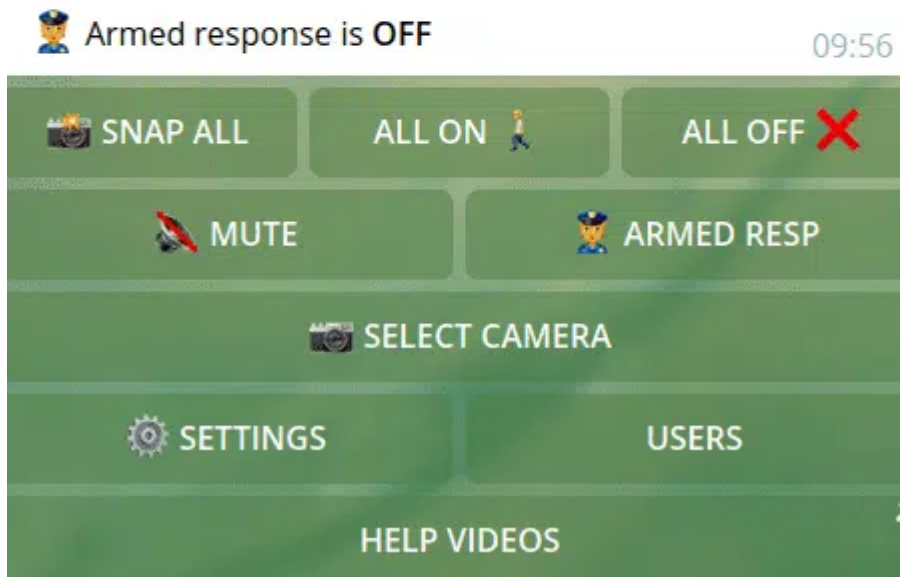 Armed response is OFF
09:56
SNAP ALL
ALL ON
ALL OFF
MUTE
ARMED RESP
SELECT CAMERA
SETTINGS
USERS
HELP VIDEOS